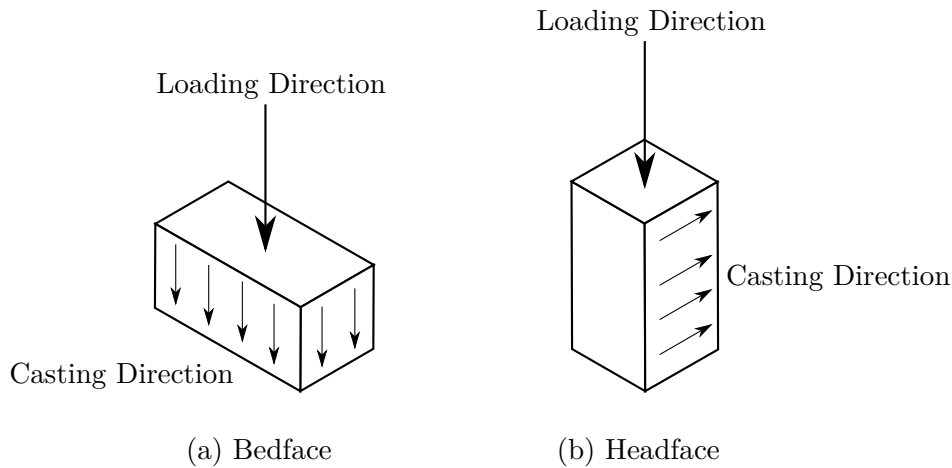 Loading Direction
Casting Direction
(a) Bedface
Loading Direction
Casting Direction
(b) Headface